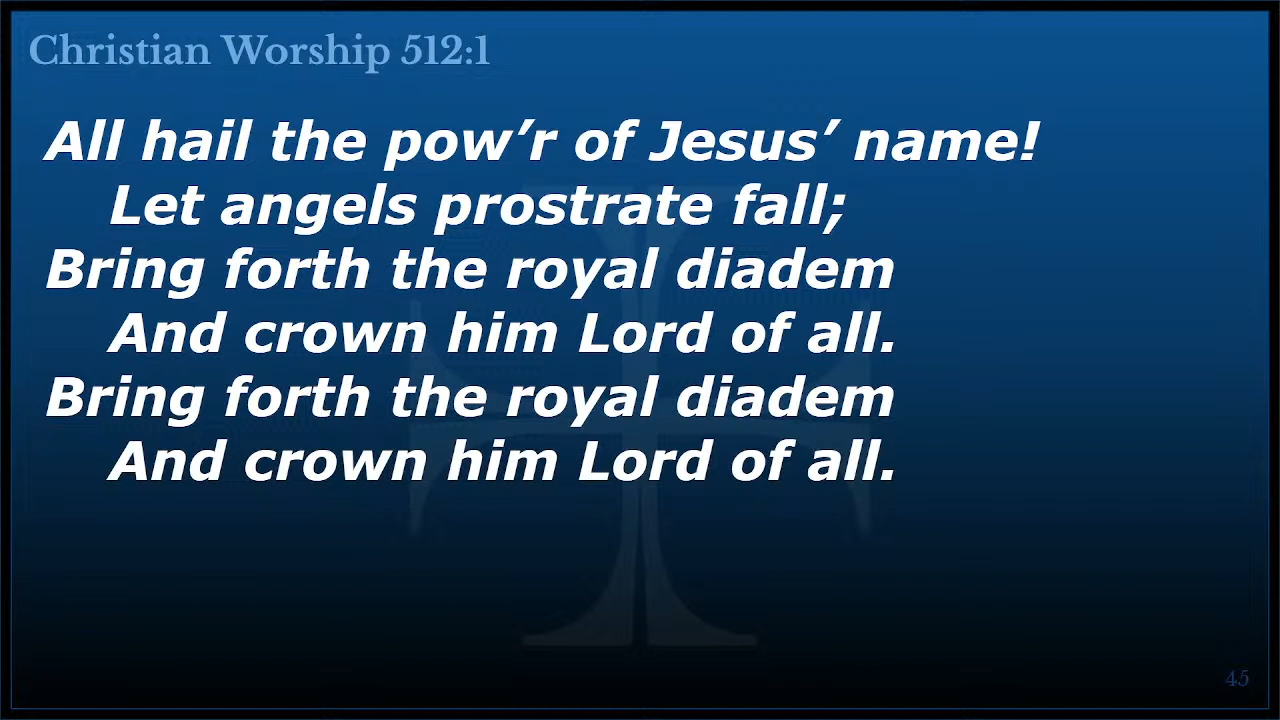 Christian Worship 512:1
All hail the pow’r of Jesus’ name!
Let angels prostrate fall;
Bring forth the royal diadem
And crown him Lord of all.
Bring forth the royal diadem
And crown him Lord of all.
45